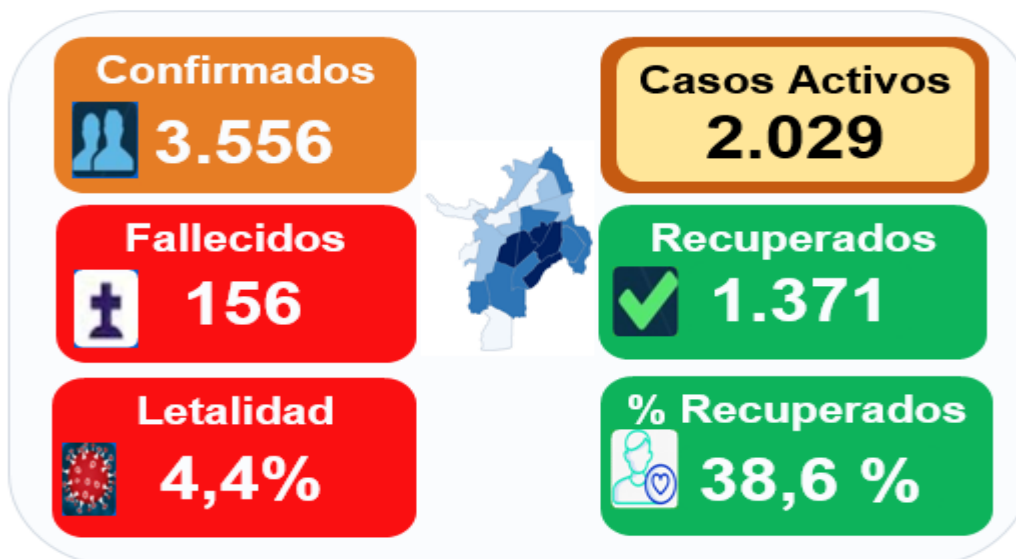 Confirmados
3.556
Casos Activos
2.029
Fallecidos
156
Recuperados
1.371
Letalidad
4,4%
% Recuperados
38,6 %